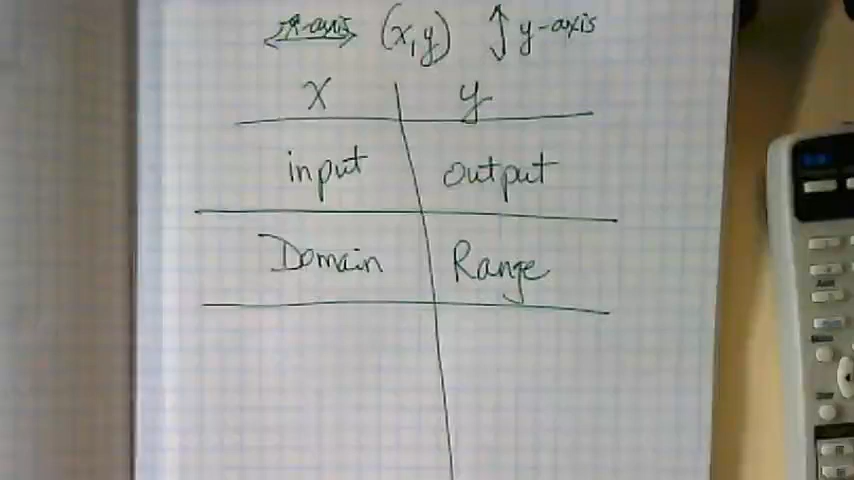 x-axis (x,y) y-axis
x y
input output
Domain Range